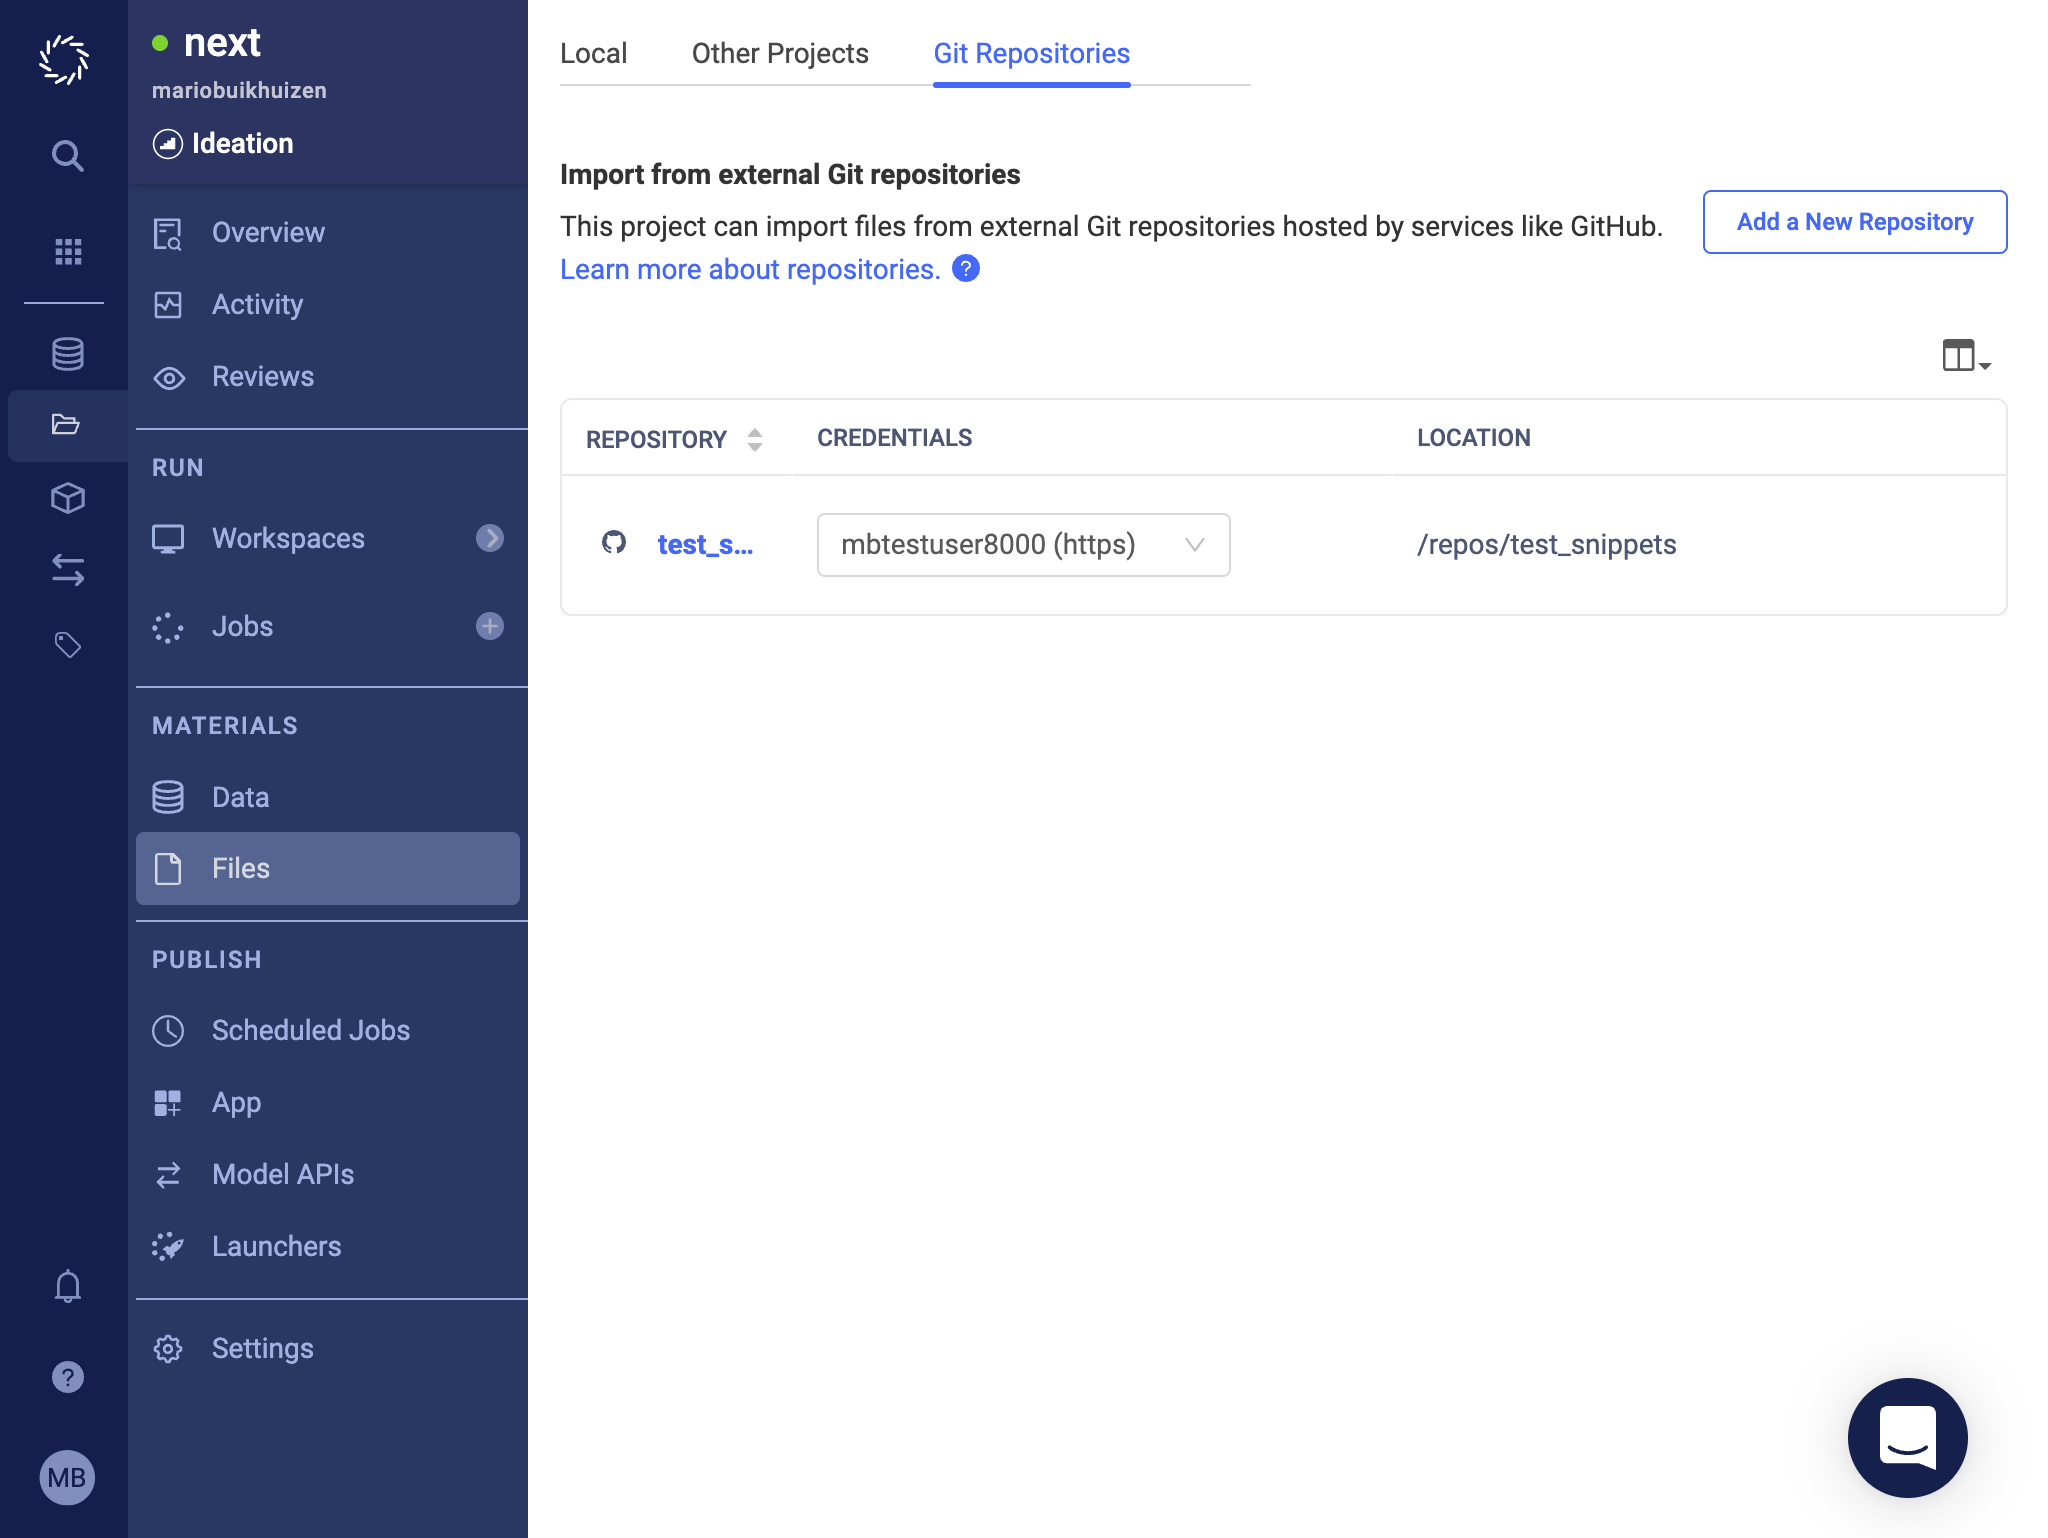 next
mariobuikhuizen
Ideation
Overview
Activity
Reviews
RUN
Workspaces
Jobs
MATERIALS
Data
Files
PUBLISH
Scheduled Jobs
App
Model APIs
Launchers
Settings
?
MB
Local
Other Projects
Git Repositories
Import from external Git repositories
This project can import files from external Git repositories hosted by services like GitHub.
Learn more about repositories. ?
Add a New Repository
REPOSITORY
CREDENTIALS
LOCATION
test_s...
mbtestuser8000 (https)
/repos/test_snippets